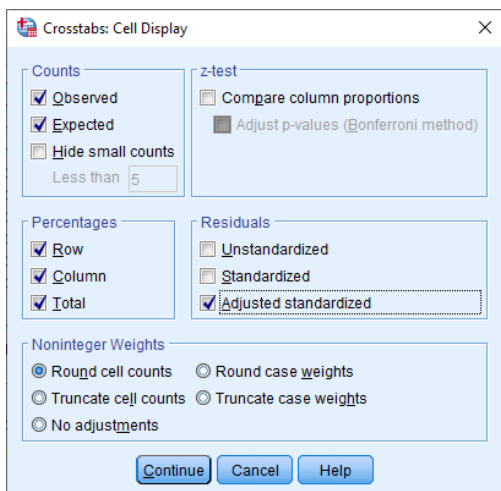 Crosstabs: Cell Display
Counts
Observed
Expected
Hide small counts
Less than 5
z-test
Compare column proportions
Adjust p-values (Bonferroni method)
Percentages
Row
Column
Total
Residuals
Unstandardized
Standardized
Adjusted standardized
Noninteger Weights
Round cell counts Round case weights
Truncate cell counts Truncate case weights
No adjustments
Continue Cancel Help